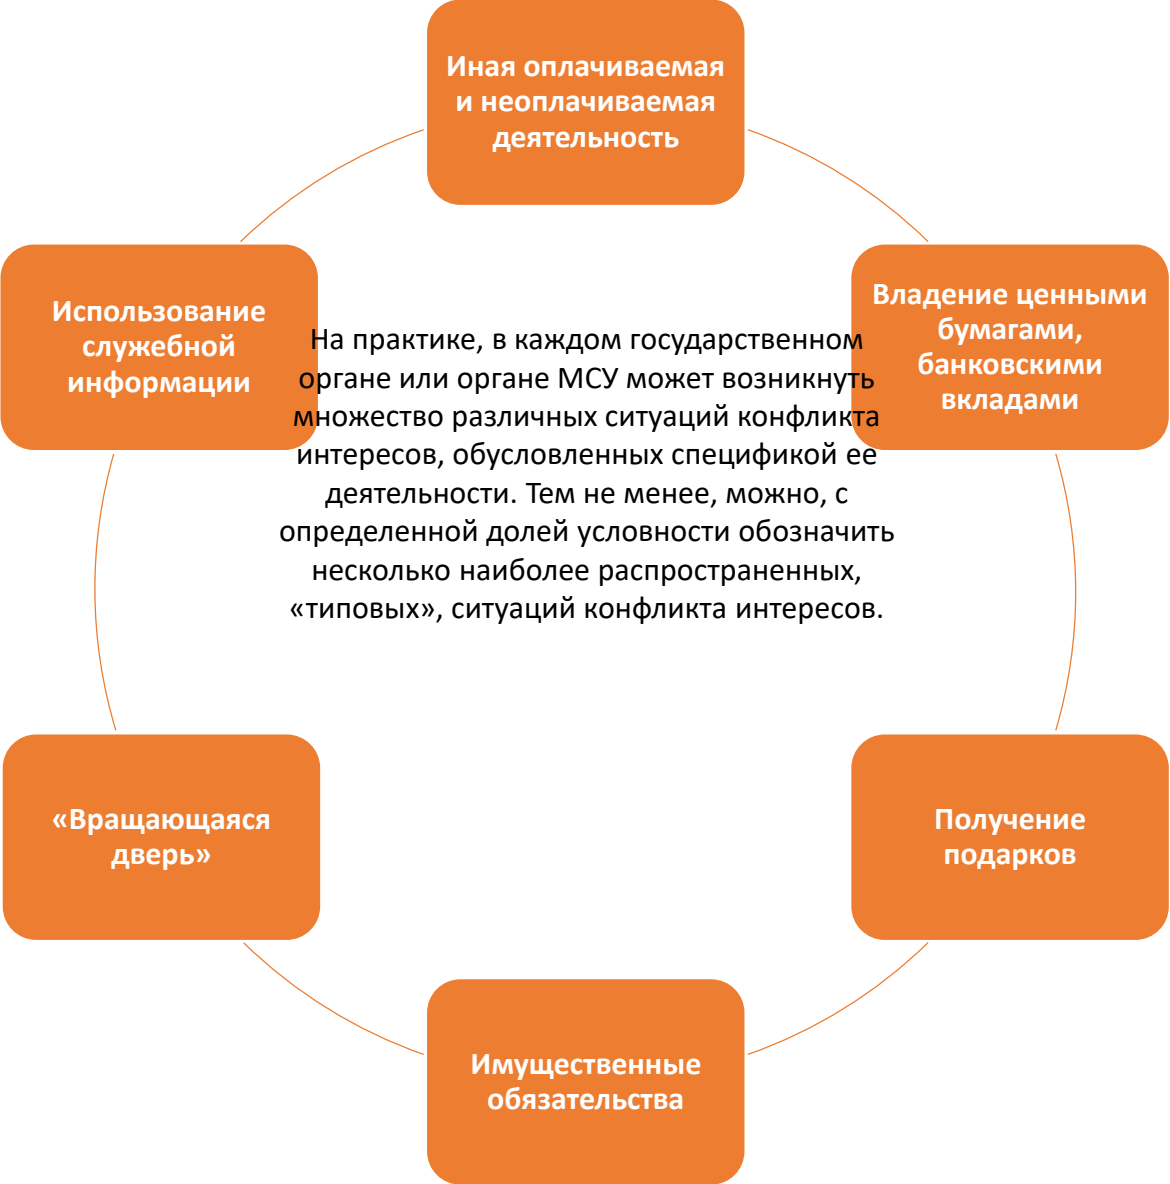 Иная оплачиваемая
и неоплачиваемая
деятельность
Владение ценными
бумагами,
банковскими
вкладами
Получение
подарков
Имущественные
обязательства
«Вращающаяся
дверь»
Использование
служебной
информации
На практике, в каждом государственном
органе или органе МСУ может возникнуть
множество различных ситуаций конфликта
интересов, обусловленных спецификой ее
деятельности. Тем не менее, можно, с
определенной долей условности обозначить
несколько наиболее распространенных,
«типовых», ситуаций конфликта интересов.